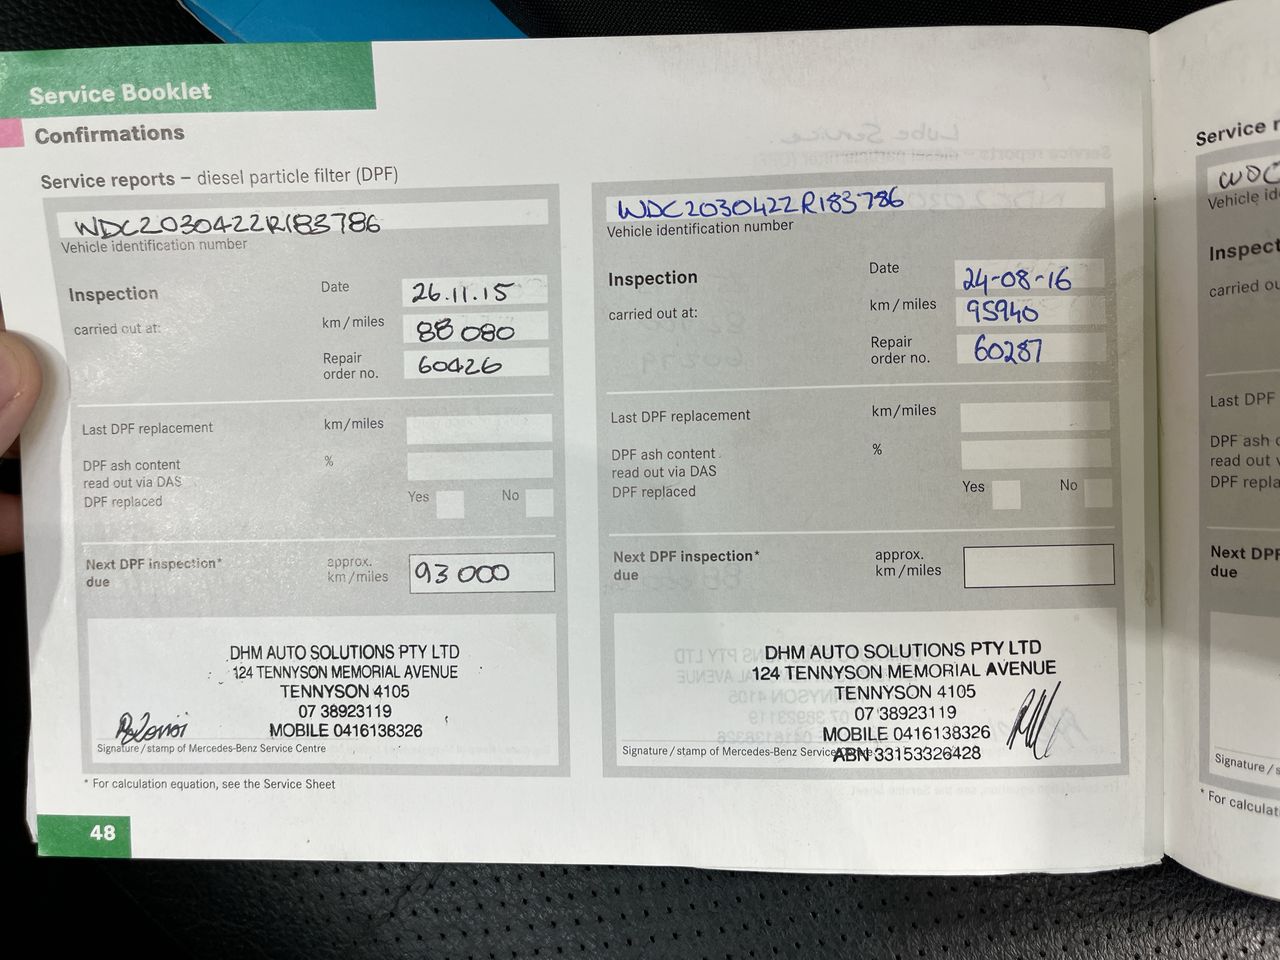 Service Booklet
Confirmations
Service reports – diesel particle filter (DPF)
WDC2030422R183786
Vehicle identification number
Inspection
carried out at:
Date
26.11.15
km/miles
88 080
Repair
order no.
60426
Last DPF replacement
km/miles
DPF ash content
read out via DAS
%
DPF replaced
Yes
No
Next DPF inspection*
due
approx.
km/miles
93 000
DHM AUTO SOLUTIONS PTY LTD
124 TENNYSON MEMORIAL AVENUE
TENNYSON 4105
07 38923119
MOBILE 0416138326
Signature/stamp of Mercedes-Benz Service Centre
* For calculation equation, see the Service Sheet
48
WDC2030422R183786
Vehicle identification number
Inspection
carried out at:
Date
24-08-16
km/miles
95940
Repair
order no.
60287
Last DPF replacement
km/miles
DPF ash content
read out via DAS
%
DPF replaced
Yes
No
Next DPF inspection*
due
approx.
km/miles
DHM AUTO SOLUTIONS PTY LTD
124 TENNYSON MEMORIAL AVENUE
TENNYSON 4105
07 38923119
MOBILE 0416138326
Signature/stamp of Mercedes-Benz Service
ABN 33153326428
Service
Vehicle
Inspect
carried
Last DPF
DPF ash
read out
DPF
Next DPF
due
Signature
* For